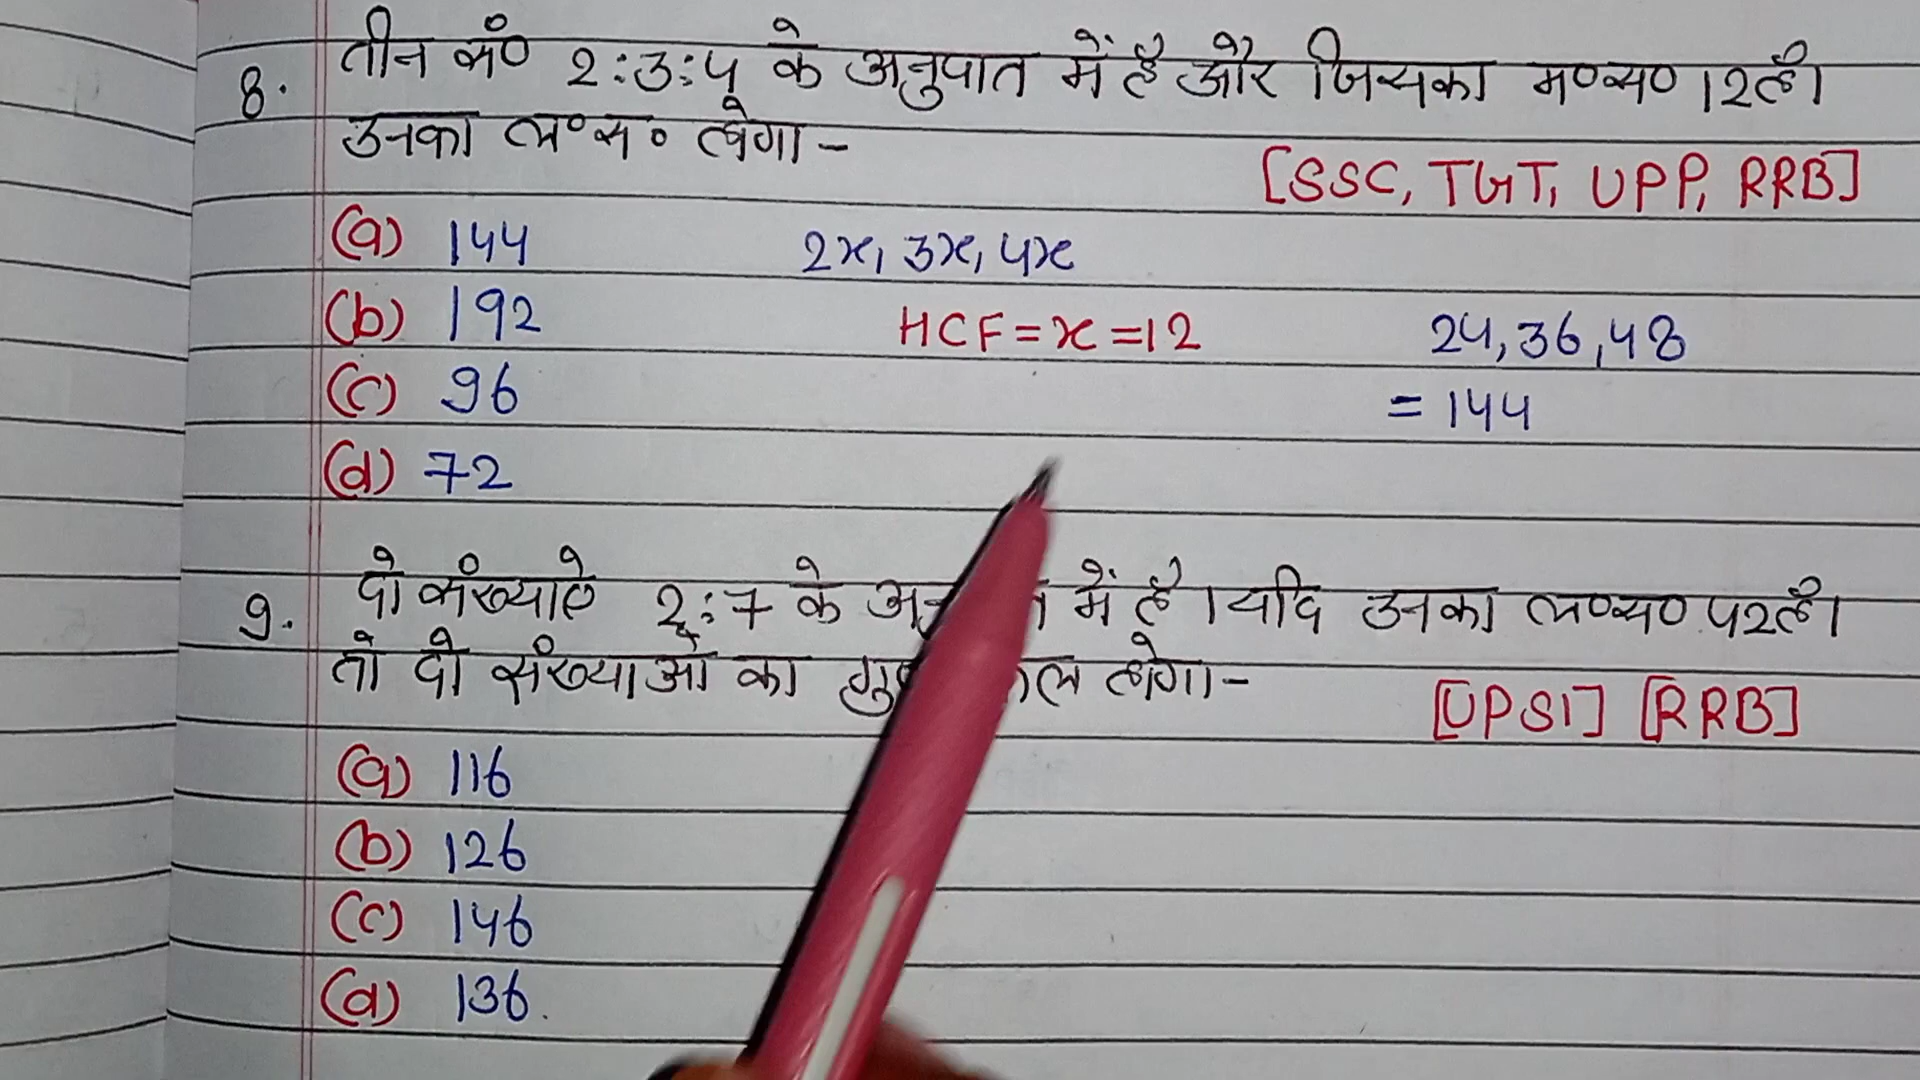 8. तीन सं० 2:3:4 के अनुपात में है और जिसका म०स० 12 है।
उनका ल०स० होगा-
[SSC, TGT, UPP, RRB]
(a) 144
2x, 3x, 4x
(b) 192
HCF = x = 12
24, 36, 48
(c) 96
= 144
(d) 72
9. दो संख्याऐ 2:7 के में है। यदि उनका ल०स० 42 है।
तो दो संख्याओं का होगा-
[UPSI] [RRB]
(a) 116
(b) 126
(c) 146
(d) 136.